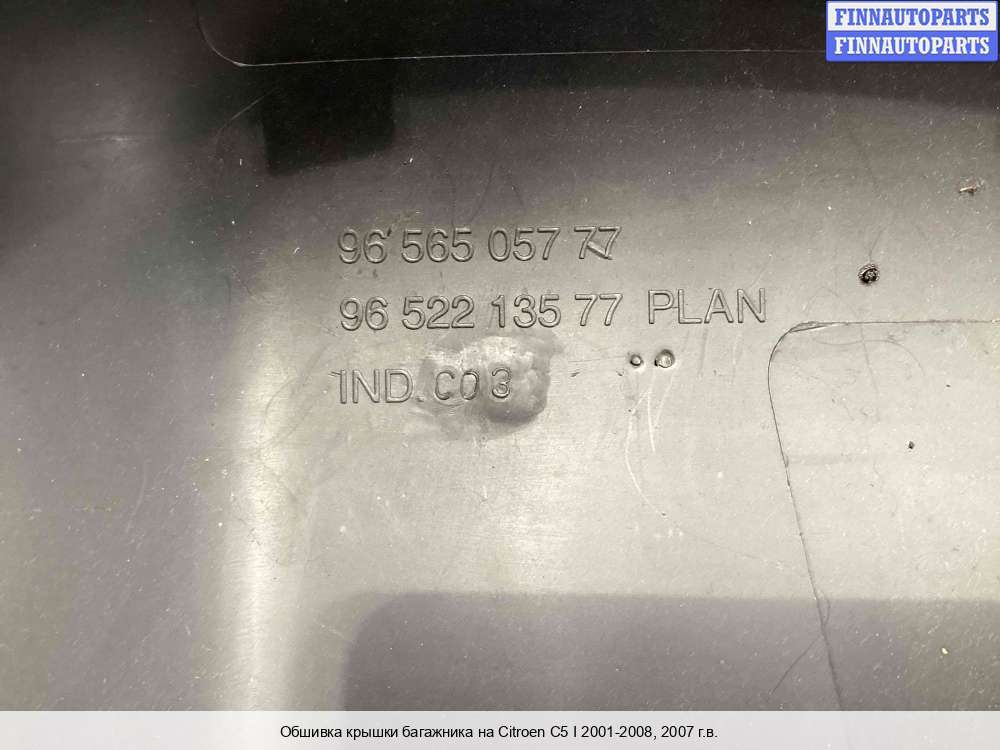 FINNAUTOPARTS
FINNAUTOPARTS
96 565 057 77
96 522 135 77 PLAN
IND. C03
Обшивка крышки багажника на Citroen C5 I 2001-2008, 2007 г.в.